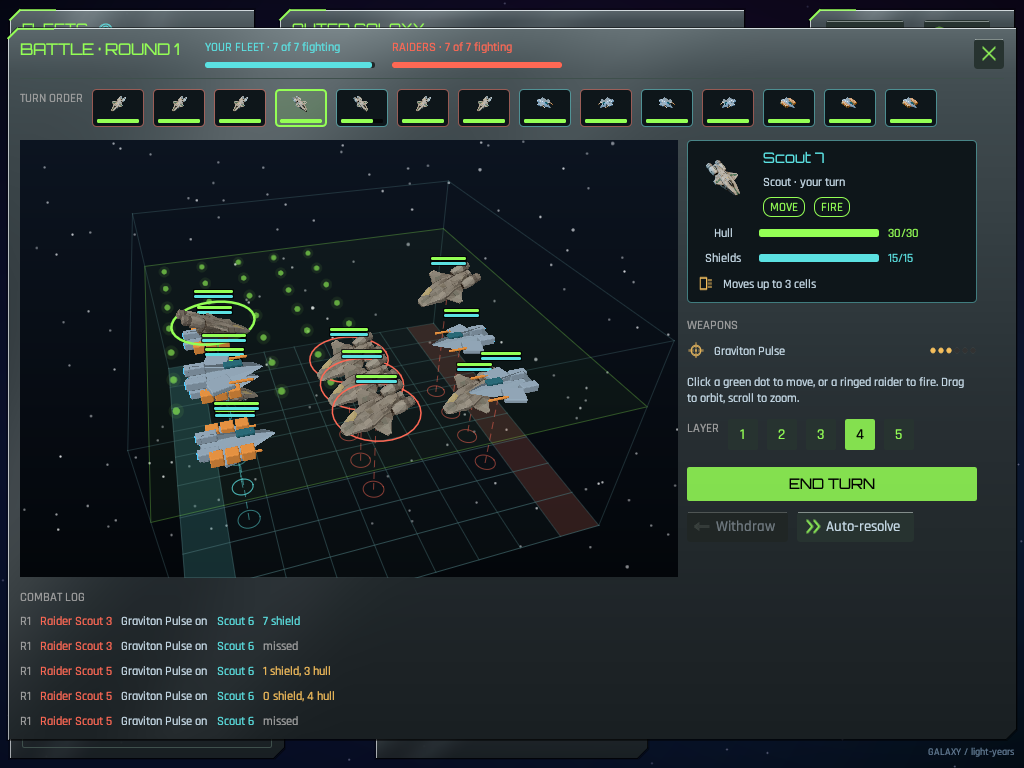 FLEETS
OUTER GALAXY
BATTLE · ROUND 1
YOUR FLEET · 7 of 7 fighting
RAIDERS · 7 of 7 fighting
TURN ORDER
Scout 7
Scout · your turn
MOVE FIRE
Hull 30/30
Shields 15/15
Moves up to 3 cells
WEAPONS
Graviton Pulse
Click a green dot to move, or a ringed raider to fire. Drag
to orbit, scroll to zoom.
LAYER 1 2 3 4 5
END TURN
Withdraw Auto-resolve
COMBAT LOG
R1 Raider Scout 3 Graviton Pulse on Scout 6 7 shield
R1 Raider Scout 3 Graviton Pulse on Scout 6 missed
R1 Raider Scout 5 Graviton Pulse on Scout 6 1 shield, 3 hull
R1 Raider Scout 5 Graviton Pulse on Scout 6 0 shield, 4 hull
R1 Raider Scout 5 Graviton Pulse on Scout 6 missed
GALAXY / light-years